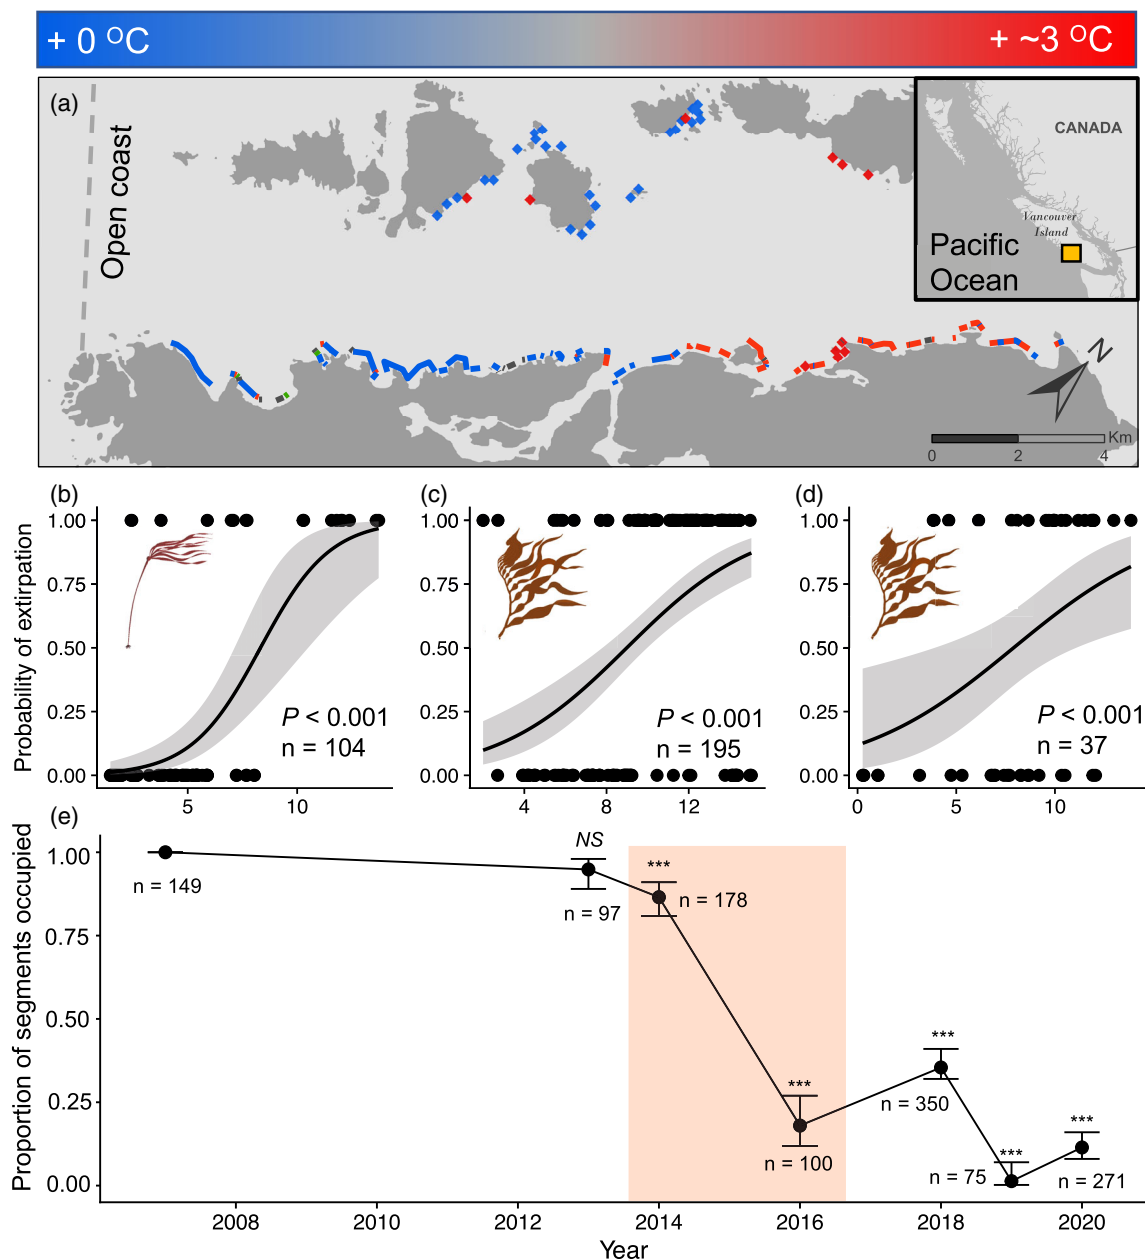 + 0 °C
+ ~3 °C
(a)
Open coast
CANADA
Vancouver
Island
Pacific
Ocean
N
Km
0 2 4
(b)
(c)
(d)
Probability of extirpation
1.00
0.75
0.50
0.25
0.00
P < 0.001
n = 104
5 10
1.00
0.75
0.50
0.25
0.00
P < 0.001
n = 195
4 8 12
1.00
0.75
0.50
0.25
0.00
P < 0.001
n = 37
0 5 10
(e)
Proportion of segments occupied
1.00
0.75
0.50
0.25
0.00
n = 149
NS
n = 97
***
n = 178
***
n = 100
***
n = 350
***
n = 75
***
n = 271
2008 2010 2012 2014 2016 2018 2020
Year